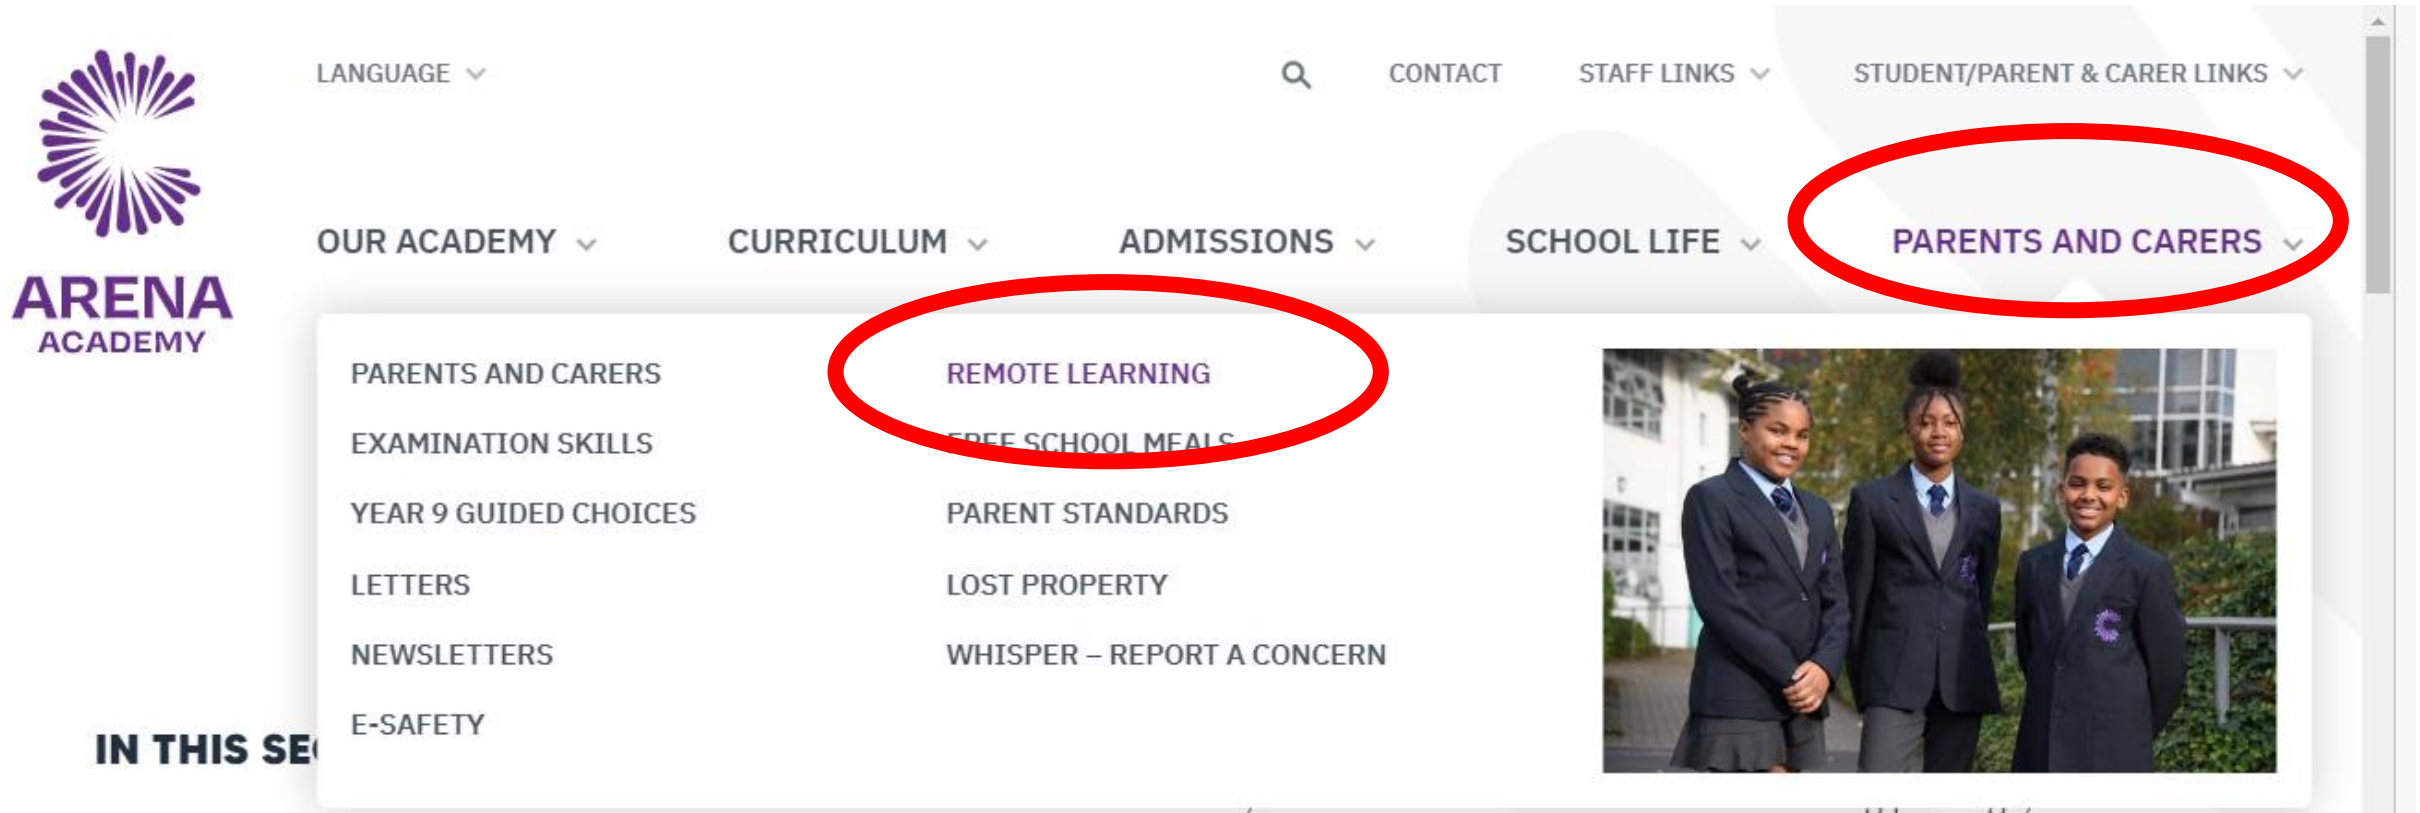 LANGUAGE
CONTACT
STAFF LINKS
STUDENT/PARENT & CARER LINKS
ARENA
ACADEMY
OUR ACADEMY
CURRICULUM
ADMISSIONS
SCHOOL LIFE
PARENTS AND CARERS
PARENTS AND CARERS
EXAMINATION SKILLS
YEAR 9 GUIDED CHOICES
LETTERS
NEWSLETTERS
E-SAFETY
REMOTE LEARNING
FREE SCHOOL MEALS
PARENT STANDARDS
LOST PROPERTY
WHISPER – REPORT A CONCERN
IN THIS SE